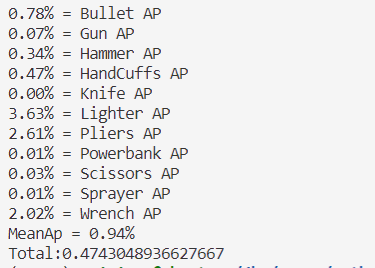 0.78% = Bullet AP
0.07% = Gun AP
0.34% = Hammer AP
0.47% = HandCuffs AP
0.00% = Knife AP
3.63% = Lighter AP
2.61% = Pliers AP
0.01% = Powerbank AP
0.03% = Scissors AP
0.01% = Sprayer AP
2.02% = Wrench AP
MeanAp = 0.94%
Total:0.4743048936627667